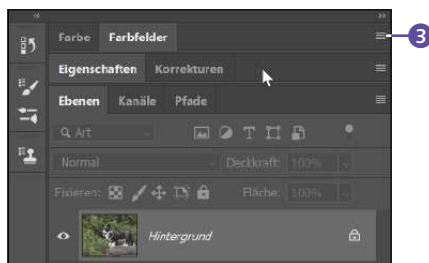 Farbe Farbfelder
3
Eigenschaften Korrekturen
Ebenen Kanäle Pfade
Art
Normal Deckkraft: 100%
Fixieren: Fläche: 100%
Hintergrund